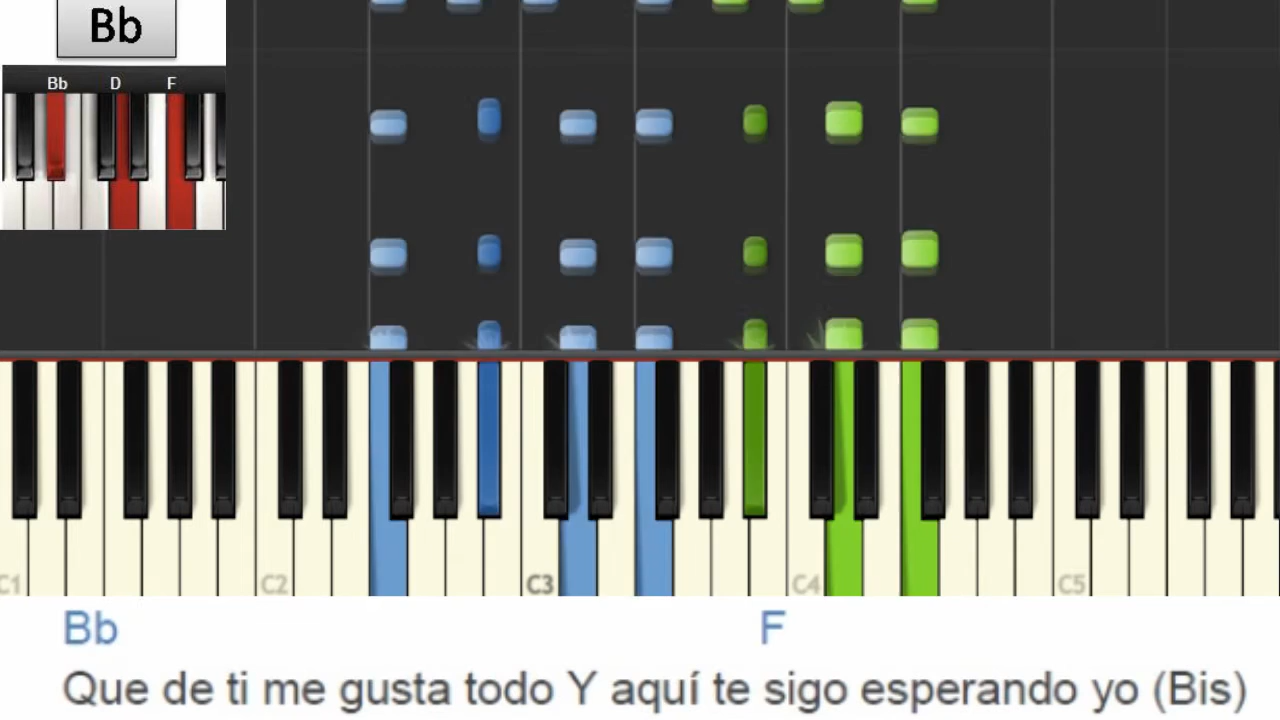 Bb
Bb D F
C1 C2 C3 C4 C5
Bb F
Que de ti me gusta todo Y aquí te sigo esperando yo (Bis)